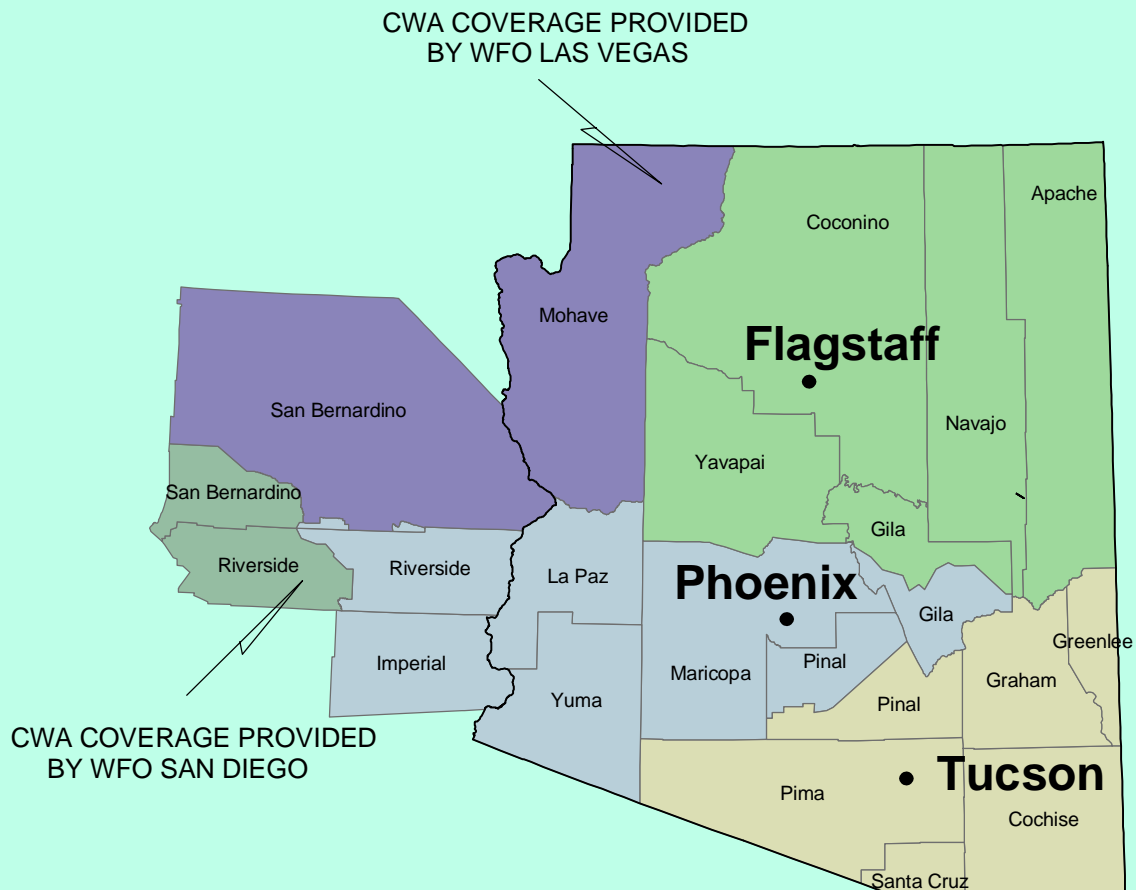 CWA COVERAGE PROVIDED
BY WFO LAS VEGAS
Apache
Coconino
Mohave
Flagstaff
San Bernardino
Navajo
Yavapai
San Bernardino
Gila
Riverside
Riverside
La Paz
Phoenix
Gila
Greenlee
Imperial
Pinal
Maricopa
Graham
Yuma
Pinal
CWA COVERAGE PROVIDED
BY WFO SAN DIEGO
Tucson
Pima
Cochise
Santa Cruz